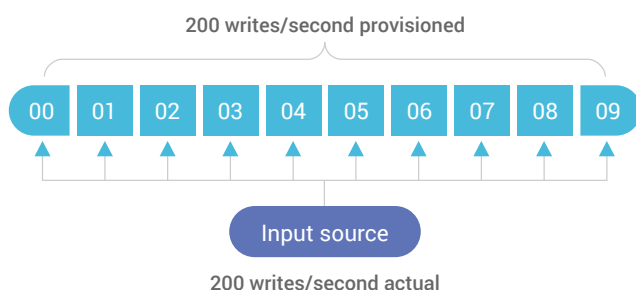 200 writes/second provisioned
00 01 02 03 04 05 06 07 08 09
Input source
200 writes/second actual